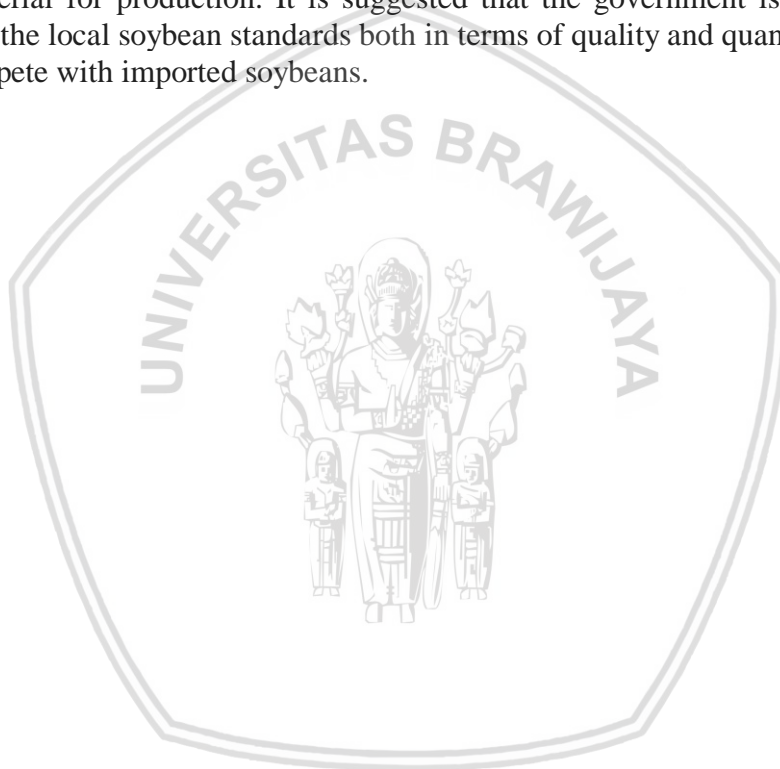 erial for production. It is suggested that the government is
the local soybean standards both in terms of quality and quan
pete with imported soybeans.
UNIVERSITAS BRAWIJAYA